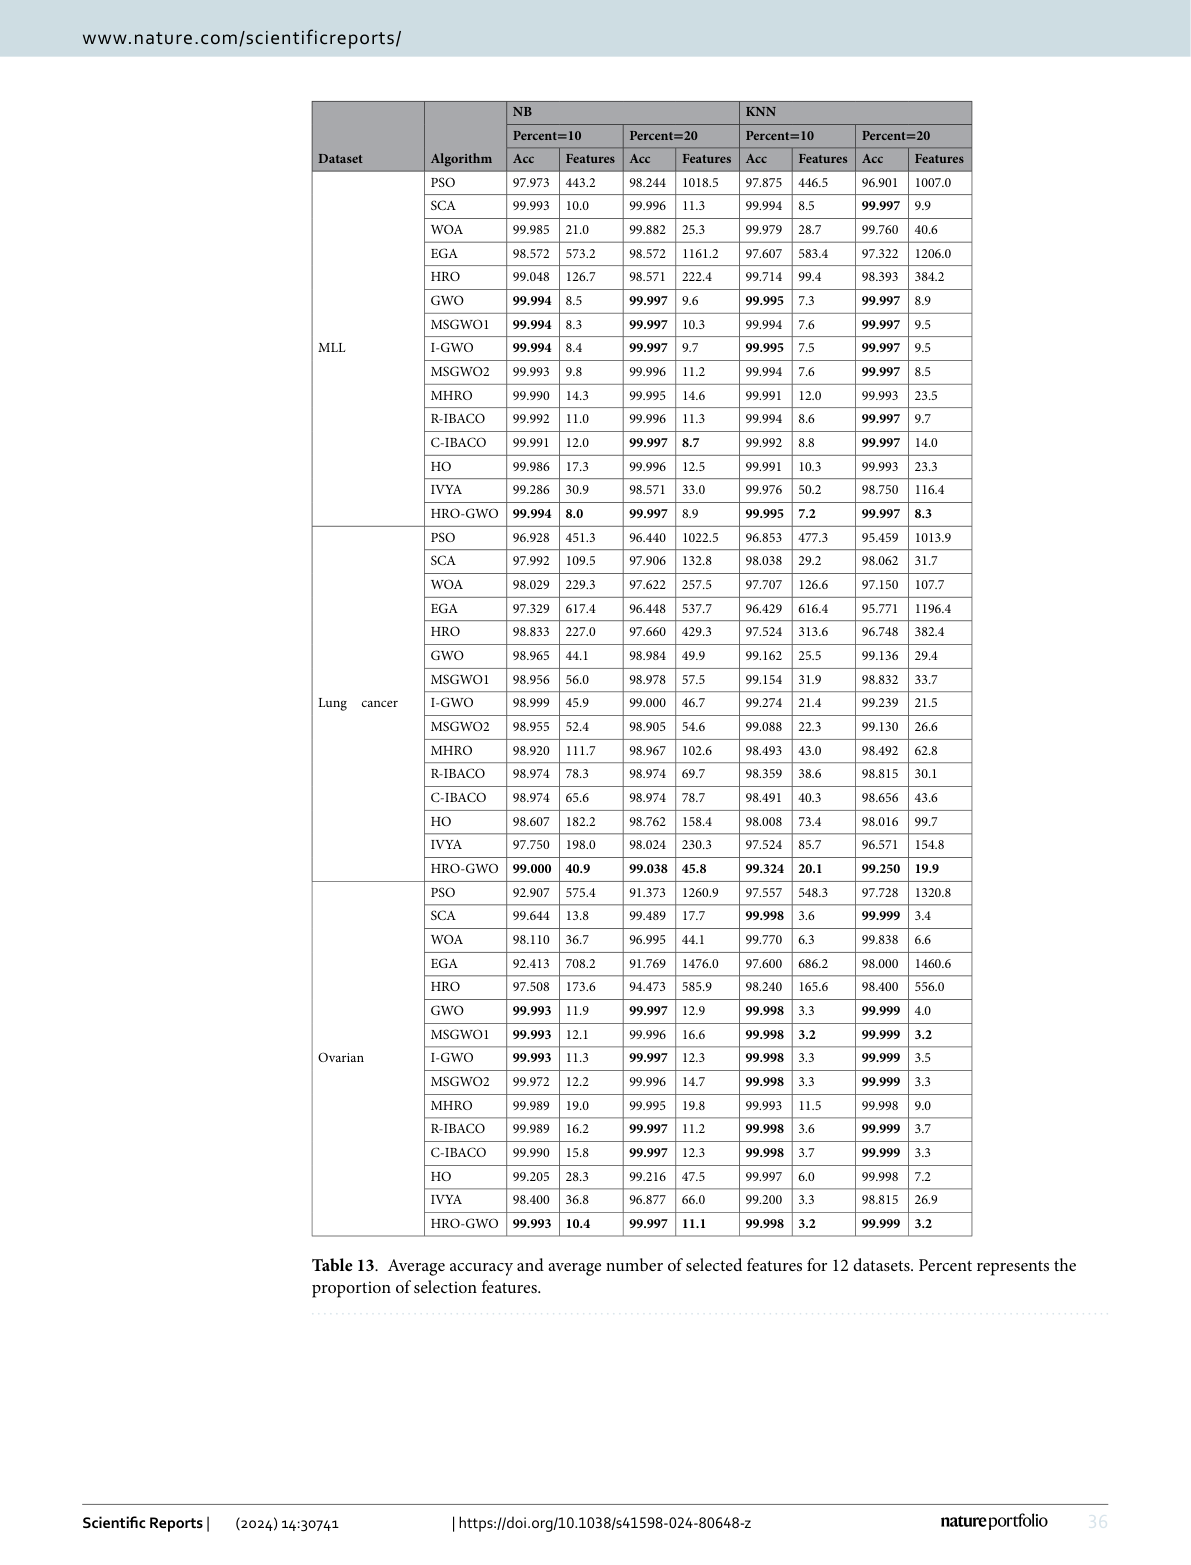 www.nature.com/scientificreports/
NB KNN
Percent=10 Percent=20 Percent=10 Percent=20
Dataset Algorithm Acc Features Acc Features Acc Features Acc Features
PSO 97.973 443.2 98.244 1018.5 97.875 446.5 96.901 1007.0
SCA 99.993 10.0 99.996 11.3 99.994 8.5 99.997 9.9
WOA 99.985 21.0 99.882 25.3 99.979 28.7 99.760 40.6
EGA 98.572 573.2 98.572 1161.2 97.607 583.4 97.322 1206.0
HRO 99.048 126.7 98.571 222.4 99.714 99.4 98.393 384.2
GWO 99.994 8.5 99.997 9.6 99.995 7.3 99.997 8.9
MSGWO1 99.994 8.3 99.997 10.3 99.994 7.6 99.997 9.5
MLL I-GWO 99.994 8.4 99.997 9.7 99.995 7.5 99.997 9.5
MSGWO2 99.993 9.8 99.996 11.2 99.994 7.6 99.997 8.5
MHRO 99.990 14.3 99.995 14.6 99.991 12.0 99.993 23.5
R-IBACO 99.992 11.0 99.996 11.3 99.994 8.6 99.997 9.7
C-IBACO 99.991 12.0 99.997 8.7 99.992 8.8 99.997 14.0
HO 99.986 17.3 99.996 12.5 99.991 10.3 99.993 23.3
IVYA 99.286 30.9 98.571 33.0 99.976 50.2 98.750 116.4
HRO-GWO 99.994 8.0 99.997 8.9 99.995 7.2 99.997 8.3
PSO 96.928 451.3 96.440 1022.5 96.853 477.3 95.459 1013.9
SCA 97.992 109.5 97.906 132.8 98.038 29.2 98.062 31.7
WOA 98.029 229.3 97.622 257.5 97.707 126.6 97.150 107.7
EGA 97.329 617.4 96.448 537.7 96.429 616.4 95.771 1196.4
HRO 98.833 227.0 97.660 429.3 97.524 313.6 96.748 382.4
GWO 98.965 44.1 98.984 49.9 99.162 25.5 99.136 29.4
MSGWO1 98.956 56.0 98.978 57.5 99.154 31.9 98.832 33.7
Lung cancer I-GWO 98.999 45.9 99.000 46.7 99.274 21.4 99.239 21.5
MSGWO2 98.955 52.4 98.905 54.6 99.088 22.3 99.130 26.6
MHRO 98.920 111.7 98.967 102.6 98.493 43.0 98.492 62.8
R-IBACO 98.974 78.3 98.974 69.7 98.359 38.6 98.815 30.1
C-IBACO 98.974 65.6 98.974 78.7 98.491 40.3 98.656 43.6
HO 98.607 182.2 98.762 158.4 98.008 73.4 98.016 99.7
IVYA 97.750 198.0 98.024 230.3 97.524 85.7 96.571 154.8
HRO-GWO 99.000 40.9 99.038 45.8 99.324 20.1 99.250 19.9
PSO 92.907 575.4 91.373 1260.9 97.557 548.3 97.728 1320.8
SCA 99.644 13.8 99.489 17.7 99.998 3.6 99.999 3.4
WOA 98.110 36.7 96.995 44.1 99.770 6.3 99.838 6.6
EGA 92.413 708.2 91.769 1476.0 97.600 686.2 98.000 1460.6
HRO 97.508 173.6 94.473 585.9 98.240 165.6 98.400 556.0
GWO 99.993 11.9 99.997 12.9 99.998 3.3 99.999 4.0
MSGWO1 99.993 12.1 99.996 16.6 99.998 3.2 99.999 3.2
Ovarian I-GWO 99.993 11.3 99.997 12.3 99.998 3.3 99.999 3.5
MSGWO2 99.972 12.2 99.996 14.7 99.998 3.3 99.999 3.3
MHRO 99.989 19.0 99.995 19.8 99.993 11.5 99.998 9.0
R-IBACO 99.989 16.2 99.997 11.2 99.998 3.6 99.999 3.7
C-IBACO 99.990 15.8 99.997 12.3 99.998 3.7 99.999 3.3
HO 99.205 28.3 99.216 47.5 99.997 6.0 99.998 7.2
IVYA 98.400 36.8 96.877 66.0 99.200 3.3 98.815 26.9
HRO-GWO 99.993 10.4 99.997 11.1 99.998 3.2 99.999 3.2
Table 13. Average accuracy and average number of selected features for 12 datasets. Percent represents the
proportion of selection features.
Scientific Reports | (2024) 14:30741 | https://doi.org/10.1038/s41598-024-80648-z natureportfolio 36